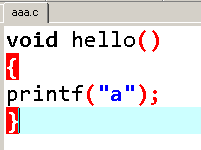 aaa.c
void hello()
{
printf("a");
}